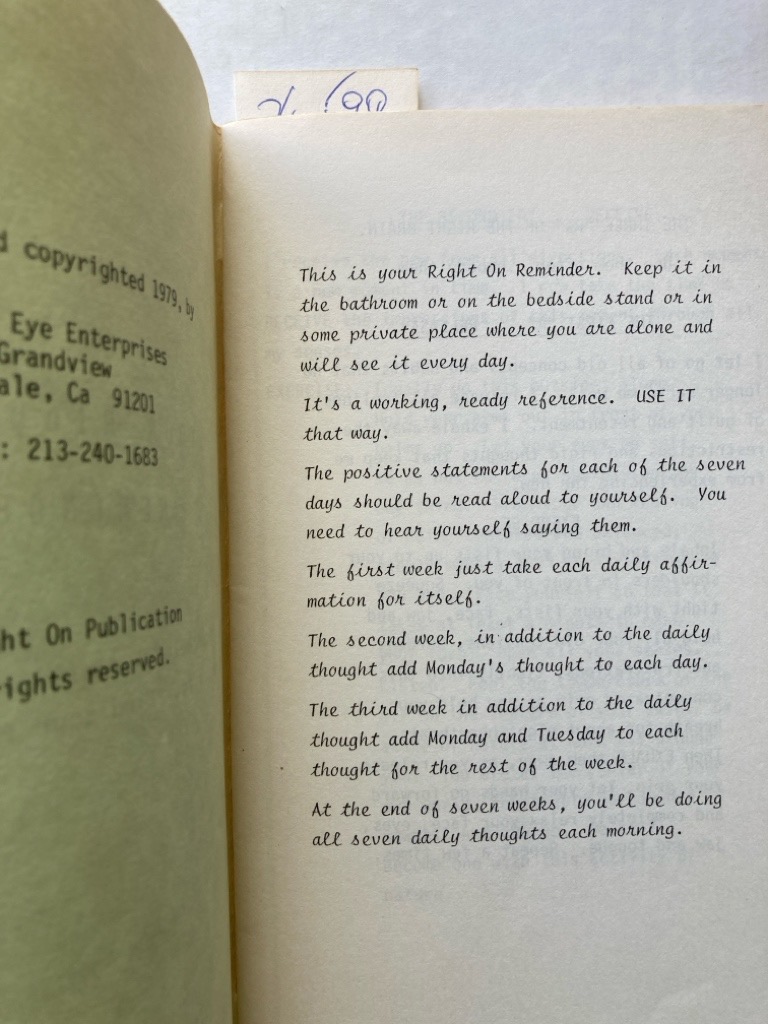 copyrighted 1979, by
Eye Enterprises
Grandview
Ca 91201
: 213-240-1683
On Publication
rights reserved.
This is your Right On Reminder. Keep it in
the bathroom or on the bedside stand or in
some private place where you are alone and
will see it every day.
It's a working, ready reference. USE IT
that way.
The positive statements for each of the seven
days should be read aloud to yourself. You
need to hear yourself saying them.
The first week just take each daily affir-
mation for itself.
The second week, in addition to the daily
thought add Monday's thought to each day.
The third week in addition to the daily
thought add Monday and Tuesday to each
thought for the rest of the week.
At the end of seven weeks, you'll be doing
all seven daily thoughts each morning.